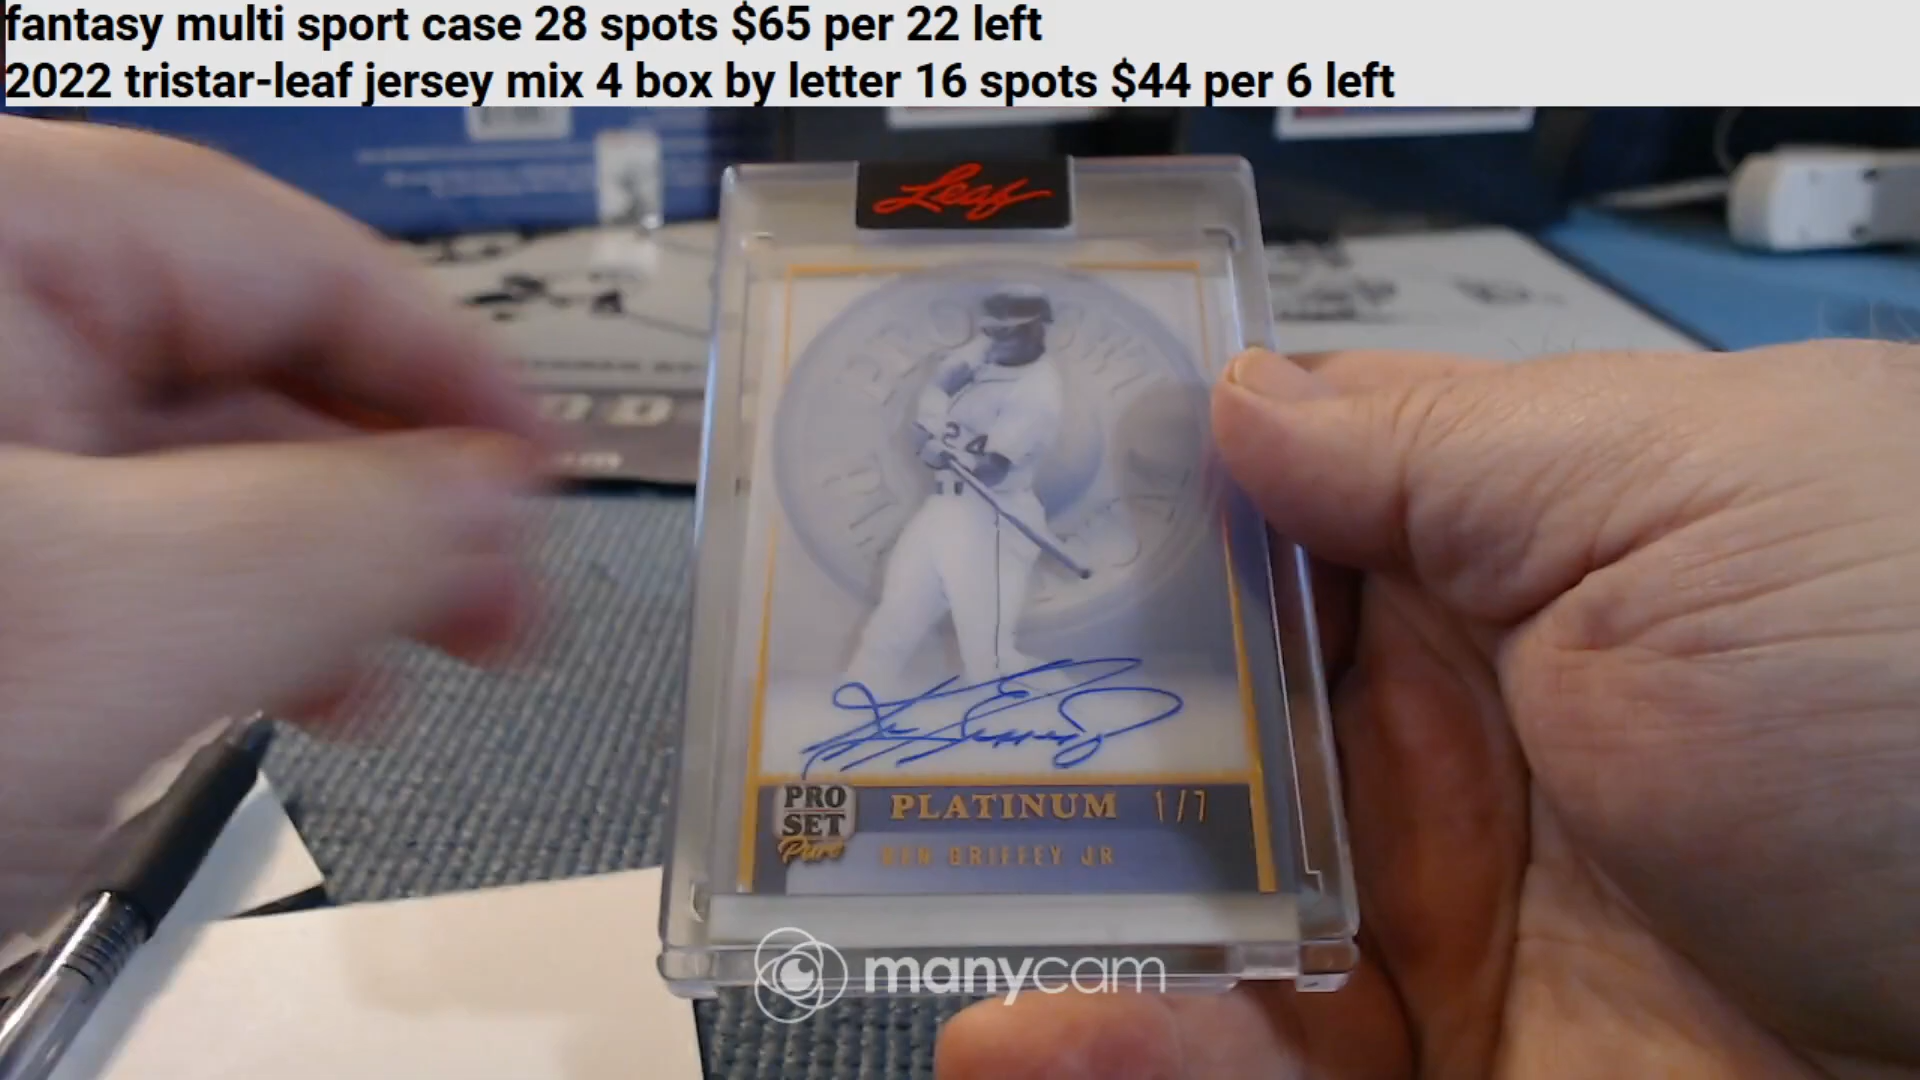 fantasy multi sport case 28 spots $65 per 22 left
2022 tristar-leaf jersey mix 4 box by letter 16 spots $44 per 6 left
Leaf
24
PRO
SET
Pure
PLATINUM 1/7
KEN GRIFFEY JR
manycam